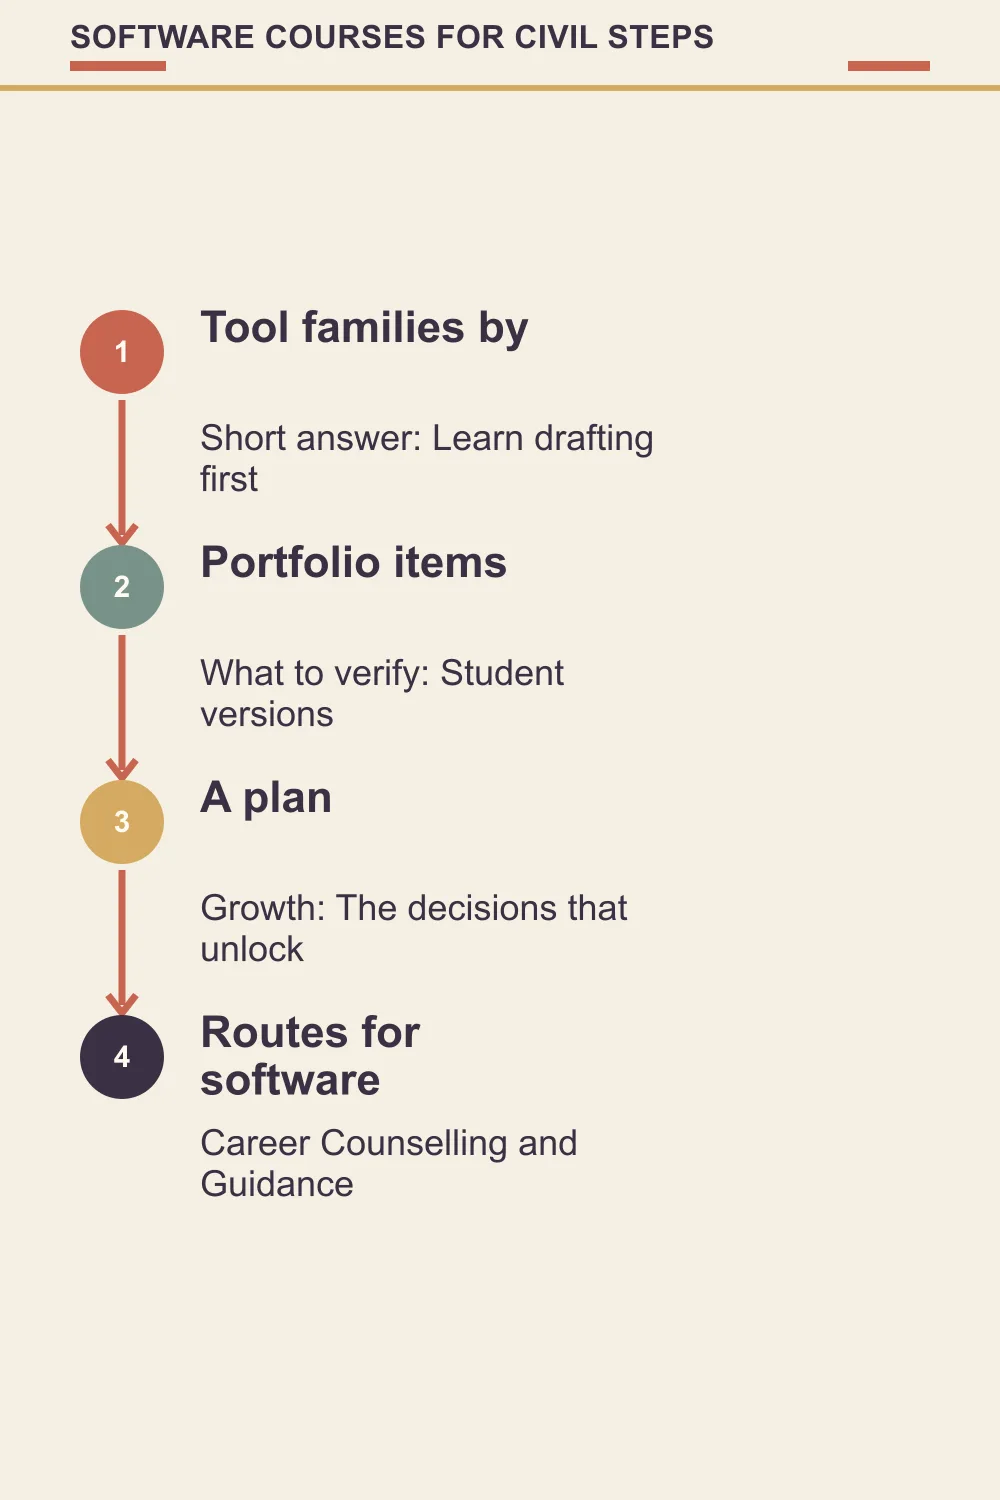 SOFTWARE COURSES FOR CIVIL STEPS
1
Tool families by
Short answer: Learn drafting
first
2
Portfolio items
What to verify: Student
versions
3
A plan
Growth: The decisions that
unlock
4
Routes for
software
Career Counselling and
Guidance